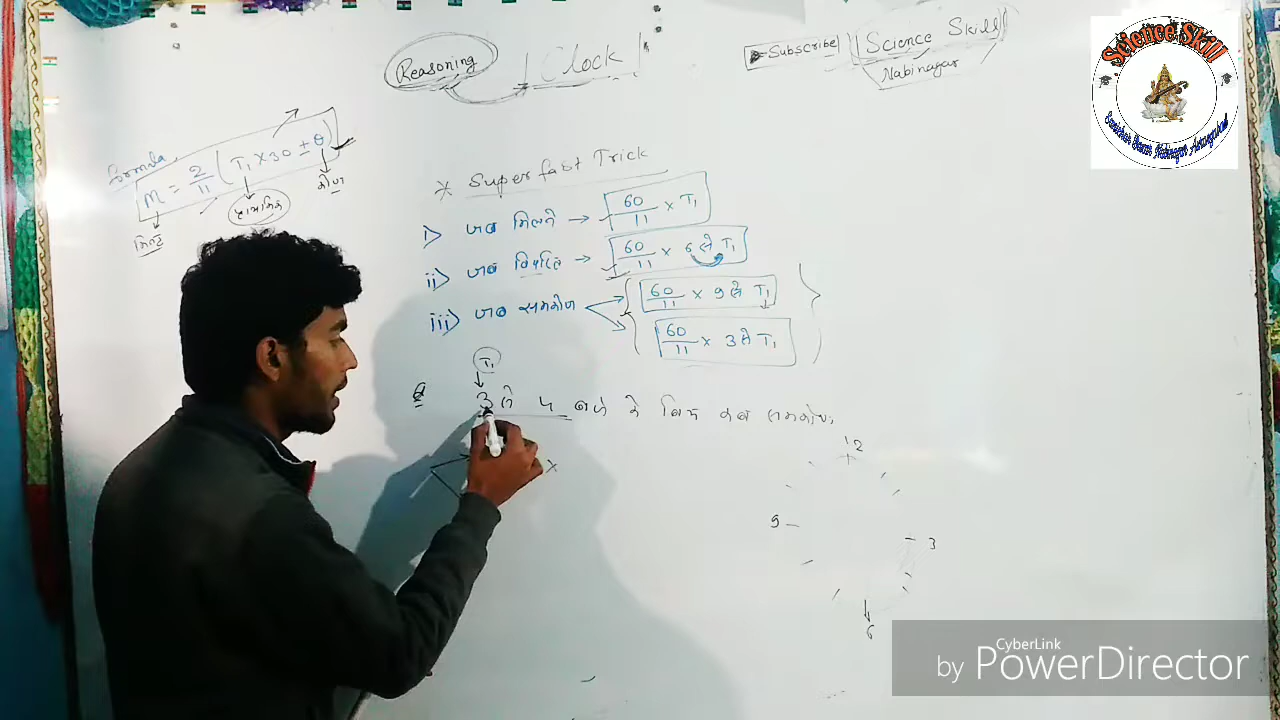 Reasoning
Clock
Subscribe
Science Skill
Nabinagar
Science Skill
Formula
M = 2/11 ( T₁ × 30 ± θ )
मिनट
कोण
* Super fast Trick
i> जब मिलने → 60/11 × T₁
ii> जब विपरीत → 60/11 × 6 से T₁
iii> जब समकोण 60/11 × 9 से T₁
60/11 × 3 से T₁
T₁
Q 3 से 4 बजे के बिच कब समकोण
×
12
9
3
6
CyberLink
by PowerDirector